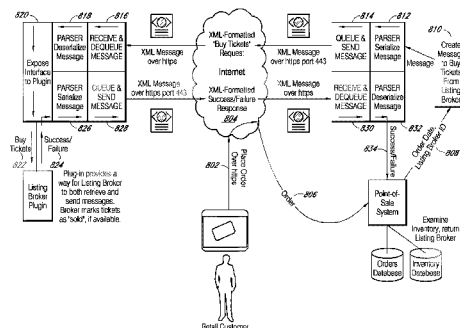 820
818
816
814
812
810
Expose
Interface
to Plugin
PARSER
Deserialize
Message
RECEIVE &
DEQUEUE
MESSAGE
PARSER
Serialize
Message
QUEUE &
SEND
MESSAGE
826
828
XML Message
over https
XML Message
over https port 443
XML-Formatted
"Buy Tickets"
Request
Internet
XML-Formatted
Success/Failure
Response
804
XML Message
over https port 443
XML Message
over https
QUEUE &
SEND
MESSAGE
PARSER
Serialize
Message
RECEIVE &
DEQUEUE
MESSAGE
PARSER
Deserialize
Message
830
832
Message
Create
Message
to Buy
Tickets
From
Listing
Broker
Buy
Tickets
822
Success/
Failure
824
Plug-in provides a
way for Listing Broker
to both retrieve and
send messages.
Broker marks tickets
as "sold", if available.
Listing
Broker
Plugin
802
Place Order
Over https
Order
806
834
Success/Failure
Order Date,
Listing Broker ID
808
Point-of-
Sale
System
Examine
Inventory, return
Listing Broker
Orders
Database
Inventory
Database
Retail Customer